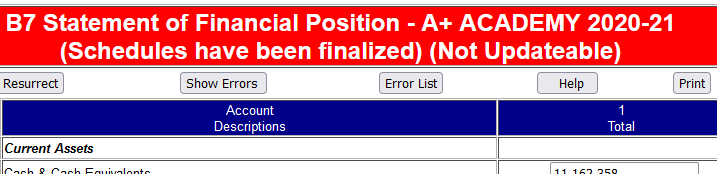 B7 Statement of Financial Position - A+ ACADEMY 2020-21
(Schedules have been finalized) (Not Updateable)
Resurrect Show Errors Error List Help Print
Account 1
Descriptions Total
Current Assets
Cash & Cash Equivalents 11,162,358